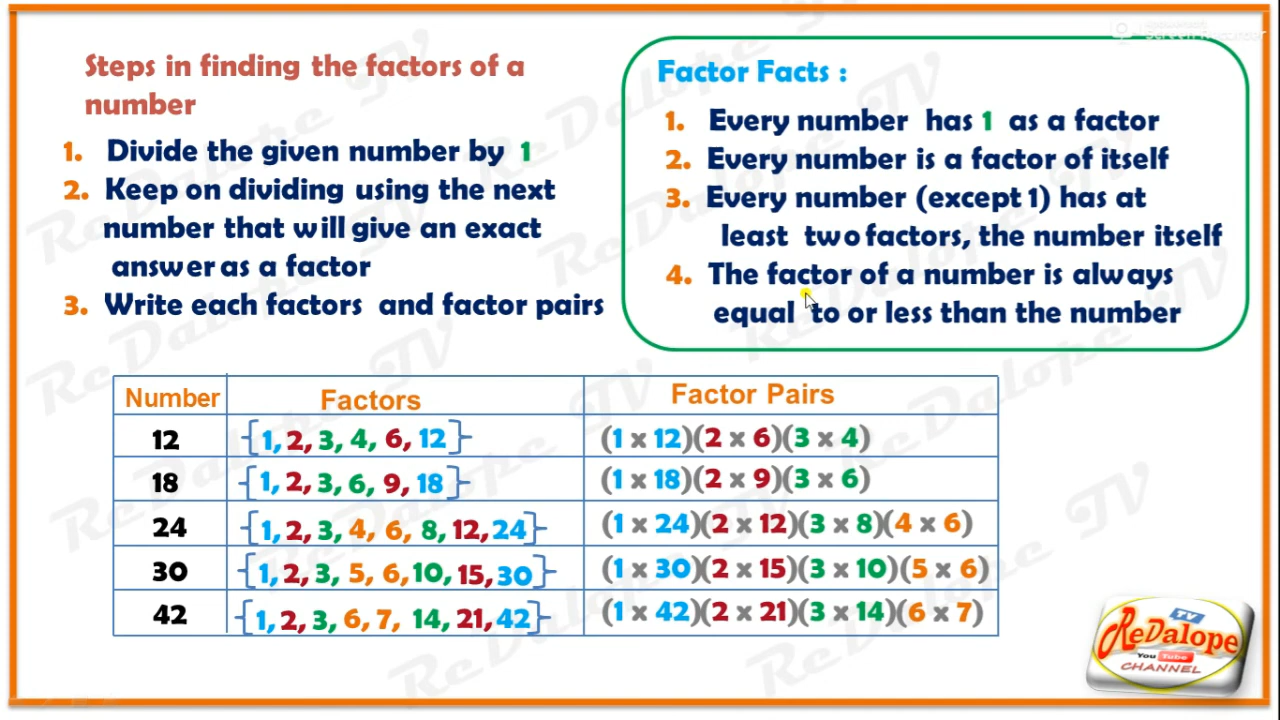 Steps in finding the factors of a
number
1. Divide the given number by 1
2. Keep on dividing using the next
number that will give an exact
answer as a factor
3. Write each factors and factor pairs
Factor Facts :
1. Every number has 1 as a factor
2. Every number is a factor of itself
3. Every number (except 1) has at
least two factors, the number itself
4. The factor of a number is always
equal to or less than the number
Number Factors Factor Pairs
12 {1, 2, 3, 4, 6, 12} (1 x 12)(2 x 6)(3 x 4)
18 {1, 2, 3, 6, 9, 18} (1 x 18)(2 x 9)(3 x 6)
24 {1, 2, 3, 4, 6, 8, 12, 24} (1 x 24)(2 x 12)(3 x 8)(4 x 6)
30 {1, 2, 3, 5, 6, 10, 15, 30} (1 x 30)(2 x 15)(3 x 10)(5 x 6)
42 {1, 2, 3, 6, 7, 14, 21, 42} (1 x 42)(2 x 21)(3 x 14)(6 x 7)
TV
ReDalope
YouTube
CHANNEL
ReDalope TV